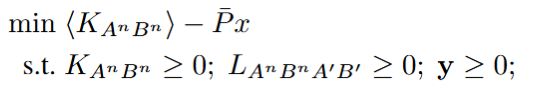 min ⟨K_{A^n B^n}⟩ − P̄x
s.t. K_{A^n B^n} ≥ 0; L_{A^n B^n A′B′} ≥ 0; y ≥ 0;